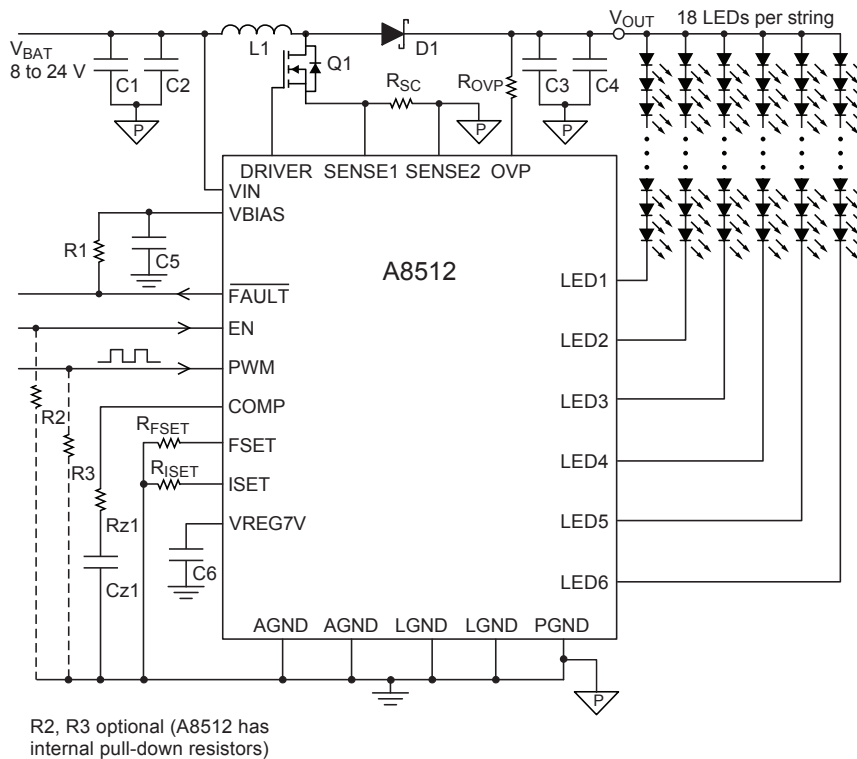 VOUT
18 LEDs per string
VBAT
8 to 24 V
C1
C2
L1
Q1
D1
RSC
ROVP
C3
C4
P
P
P
DRIVER
SENSE1
SENSE2
OVP
VIN
VBIAS
R1
C5
A8512
FAULT
LED1
EN
LED2
PWM
R2
COMP
LED3
RFSET
FSET
R3
RISET
ISET
LED4
Rz1
VREG7V
LED5
Cz1
C6
LED6
AGND
AGND
LGND
LGND
PGND
P
R2, R3 optional (A8512 has
internal pull-down resistors)